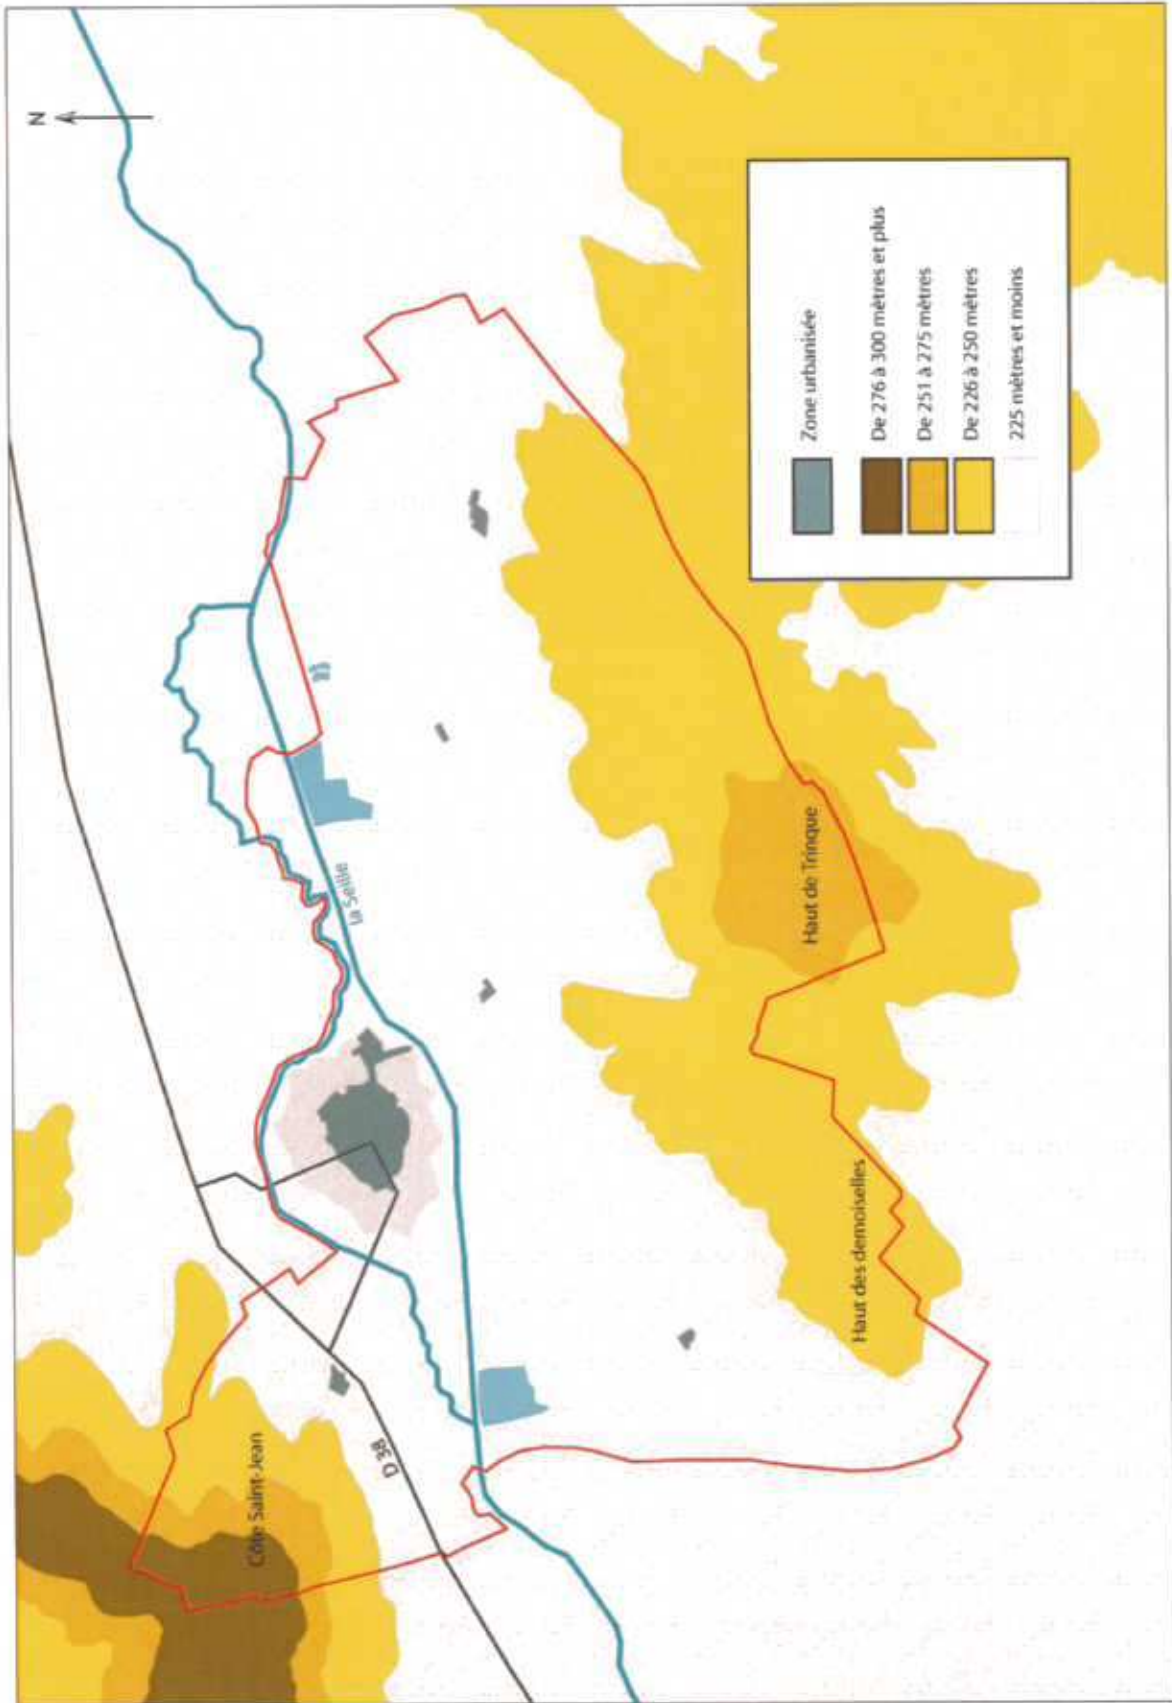 N
la Seille
Côte Saint-Jean
D 38
Haut de Trinque
Haut des demoiselles
Zone urbanisée
De 276 à 300 mètres et plus
De 251 à 275 mètres
De 226 à 250 mètres
225 mètres et moins